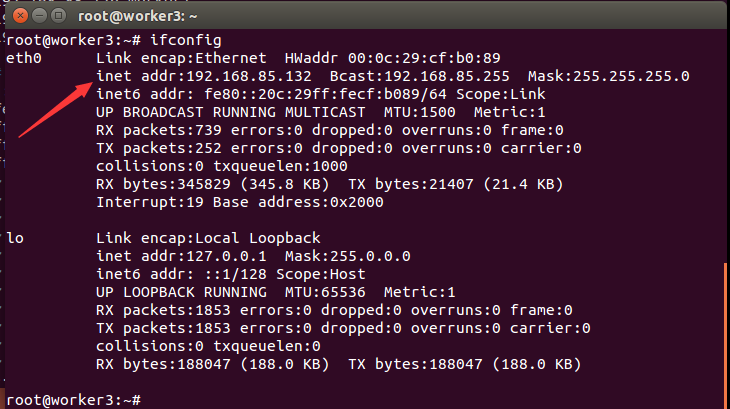 root@worker3: ~
root@worker3:~# ifconfig
eth0      Link encap:Ethernet  HWaddr 00:0c:29:cf:b0:89
          inet addr:192.168.85.132  Bcast:192.168.85.255  Mask:255.255.255.0
          inet6 addr: fe80::20c:29ff:fecf:b089/64 Scope:Link
          UP BROADCAST RUNNING MULTICAST  MTU:1500  Metric:1
          RX packets:739 errors:0 dropped:0 overruns:0 frame:0
          TX packets:252 errors:0 dropped:0 overruns:0 carrier:0
          collisions:0 txqueuelen:1000
          RX bytes:345829 (345.8 KB)  TX bytes:21407 (21.4 KB)
          Interrupt:19 Base address:0x2000
lo        Link encap:Local Loopback
          inet addr:127.0.0.1  Mask:255.0.0.0
          inet6 addr: ::1/128 Scope:Host
          UP LOOPBACK RUNNING  MTU:65536  Metric:1
          RX packets:1853 errors:0 dropped:0 overruns:0 frame:0
          TX packets:1853 errors:0 dropped:0 overruns:0 carrier:0
          collisions:0 txqueuelen:0
          RX bytes:188047 (188.0 KB)  TX bytes:188047 (188.0 KB)
root@worker3:~#